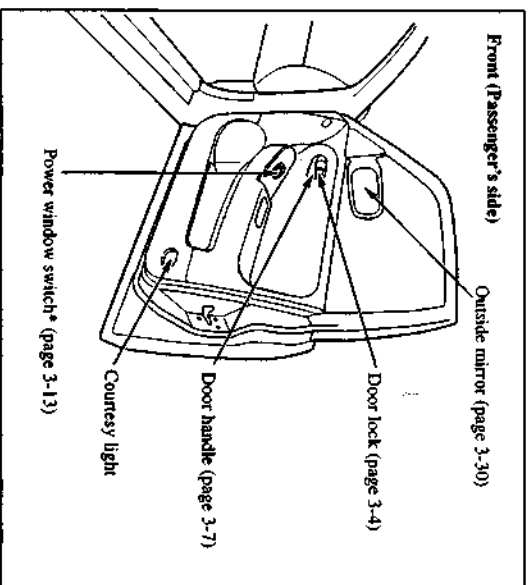 Front (Passenger's side)
Outside mirror (page 3-30)
Door lock (page 3-4)
Door handle (page 3-7)
Courtesy light
Power window switch* (page 3-13)